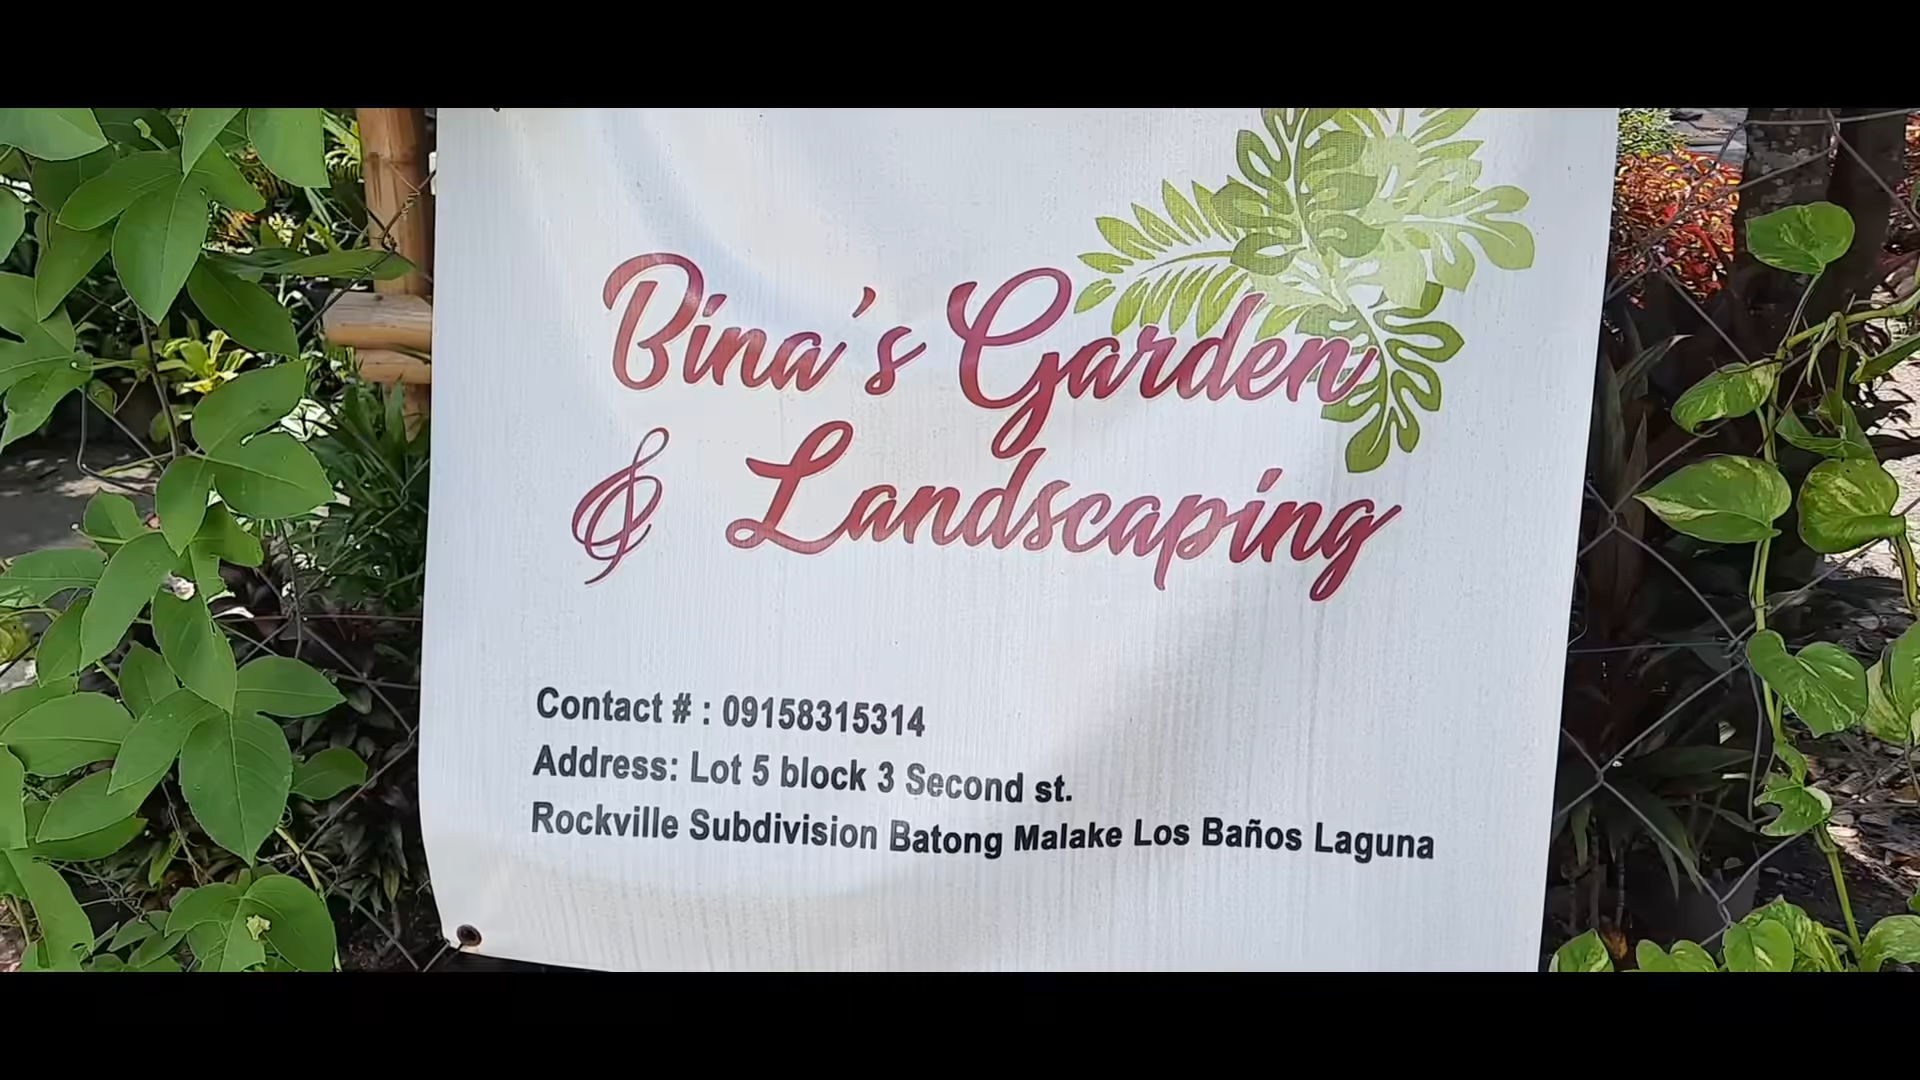 Bina's Garden
& Landscaping
Contact # : 09158315314
Address: Lot 5 block 3 Second st.
Rockville Subdivision Batong Malake Los Baños Laguna